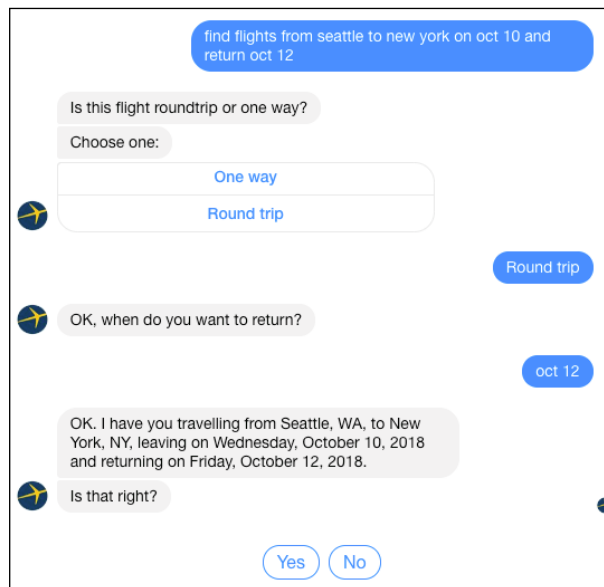 find flights from seattle to new york on oct 10 and
return oct 12
Is this flight roundtrip or one way?
Choose one:
One way
Round trip
Round trip
OK, when do you want to return?
oct 12
OK. I have you travelling from Seattle, WA, to New
York, NY, leaving on Wednesday, October 10, 2018
and returning on Friday, October 12, 2018.
Is that right?
Yes
No